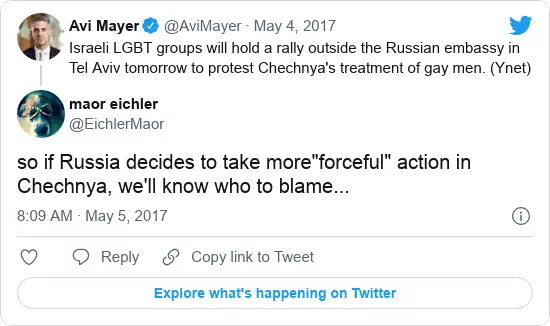 Avi Mayer @AviMayer · May 4, 2017
Israeli LGBT groups will hold a rally outside the Russian embassy in
Tel Aviv tomorrow to protest Chechnya's treatment of gay men. (Ynet)
maor eichler
@EichlerMaor
so if Russia decides to take more"forceful" action in
Chechnya, we'll know who to blame...
8:09 AM · May 5, 2017
Reply
Copy link to Tweet
Explore what's happening on Twitter